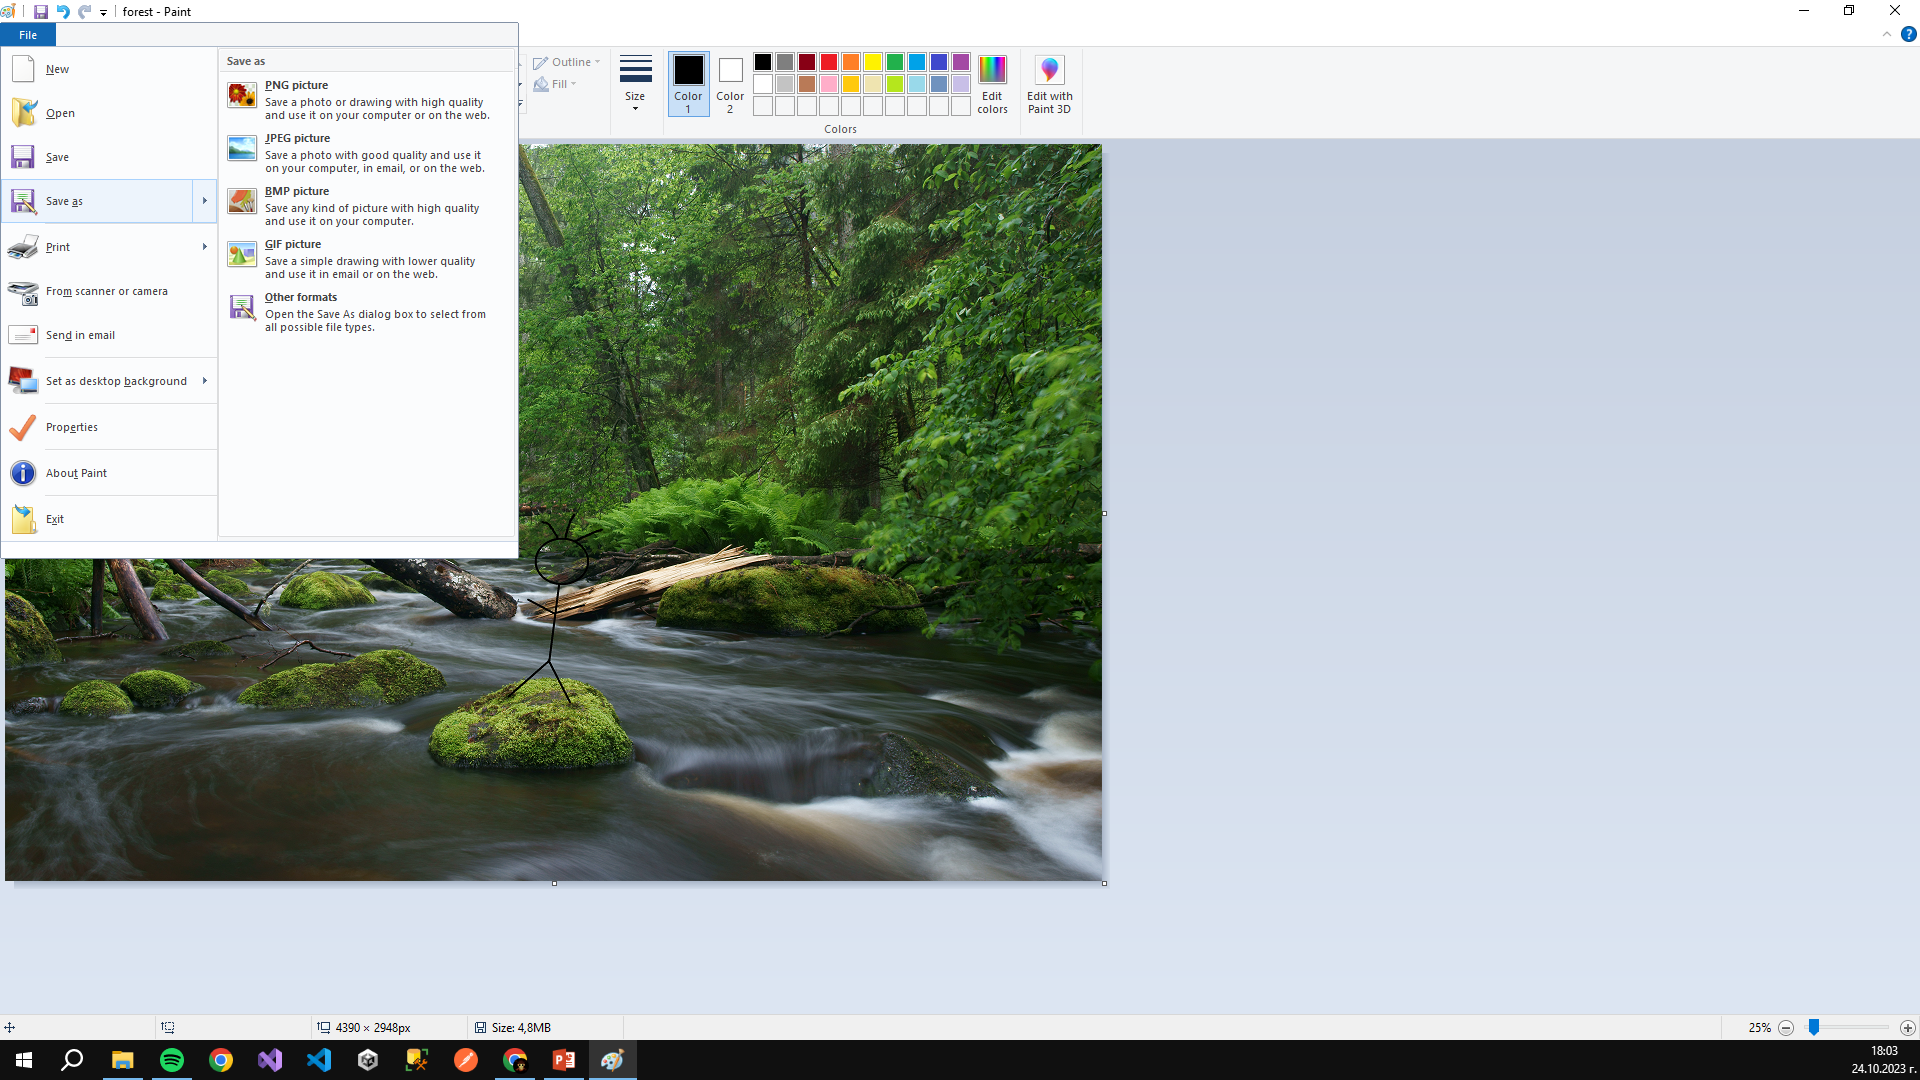 forest - Paint
File
New
Open
Save
Save as
Print
From scanner or camera
Send in email
Set as desktop background
Properties
About Paint
Exit
Save as
PNG picture
Save a photo or drawing with high quality
and use it on your computer or on the web.
JPEG picture
Save a photo with good quality and use it
on your computer, in email, or on the web.
BMP picture
Save any kind of picture with high quality
and use it on your computer.
GIF picture
Save a simple drawing with lower quality
and use it in email or on the web.
Other formats
Open the Save As dialog box to select from
all possible file types.
Outline
Fill
Size
Color
1
Color
2
Edit
colors
Edit with
Paint 3D
Colors
4390 × 2948px
Size: 4,8MB
25%
18:03
24.10.2023 г.